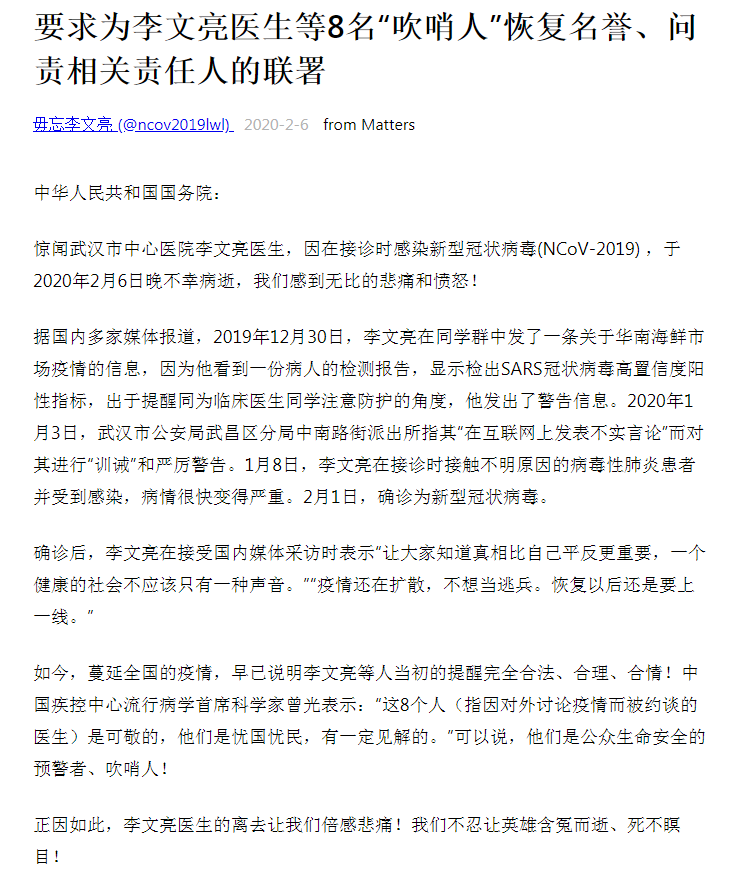 要求为李文亮医生等8名“吹哨人”恢复名誉、问
责相关责任人的联署
毋忘李文亮 (@ncov2019lwl) 2020-2-6 from Matters
中华人民共和国国务院：
惊闻武汉市中心医院李文亮医生，因在接诊时感染新型冠状病毒(NCoV-2019) ，于
2020年2月6日晚不幸病逝，我们感到无比的悲痛和愤怒！
据国内多家媒体报道，2019年12月30日，李文亮在同学群中发了一条关于华南海鲜市
场疫情的信息，因为他看到一份病人的检测报告，显示检出SARS冠状病毒高置信度阳
性指标，出于提醒同为临床医生同学注意防护的角度，他发出了警告信息。2020年1
月3日，武汉市公安局武昌区分局中南路街派出所指其“在互联网上发表不实言论”而对
其进行“训诫”和严厉警告。1月8日，李文亮在接诊时接触不明原因的病毒性肺炎患者
并受到感染，病情很快变得严重。2月1日，确诊为新型冠状病毒。
确诊后，李文亮在接受国内媒体采访时表示“让大家知道真相比自己平反更重要，一个
健康的社会不应该只有一种声音。”“疫情还在扩散，不想当逃兵。恢复以后还是要上
一线。”
如今，蔓延全国的疫情，早已说明李文亮等人当初的提醒完全合法、合理、合情！中
国疾控中心流行病学首席科学家曾光表示：“这8个人（指因对外讨论疫情而被约谈的
医生）是可敬的，他们是忧国忧民，有一定见解的。”可以说，他们是公众生命安全的
预警者、吹哨人！
正因如此，李文亮医生的离去让我们倍感悲痛！我们不忍让英雄含冤而逝、死不瞑
目！